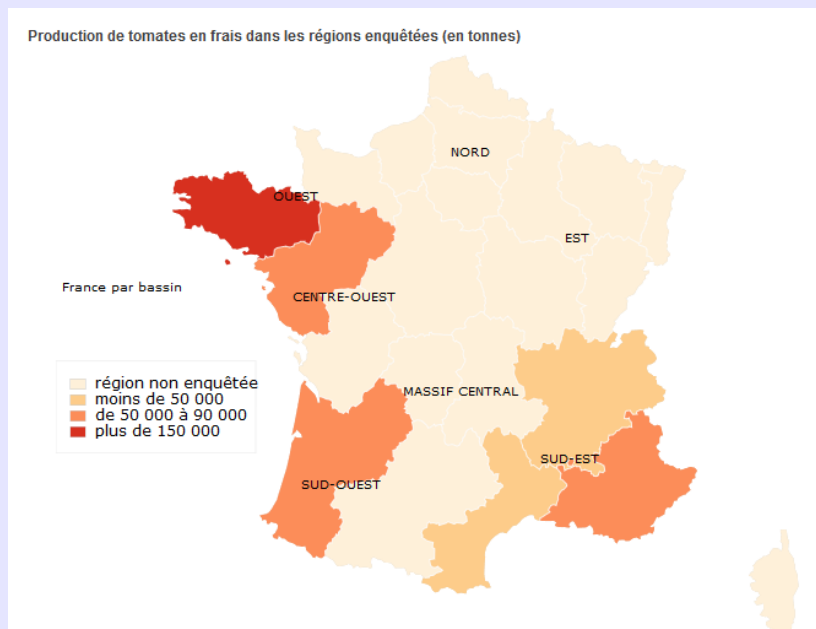 Production de tomates en frais dans les régions enquêtées (en tonnes)
NORD
OUEST
EST
France par bassin
CENTRE-OUEST
région non enquêtée
moins de 50 000
de 50 000 à 90 000
plus de 150 000
MASSIF CENTRAL
SUD-EST
SUD-OUEST